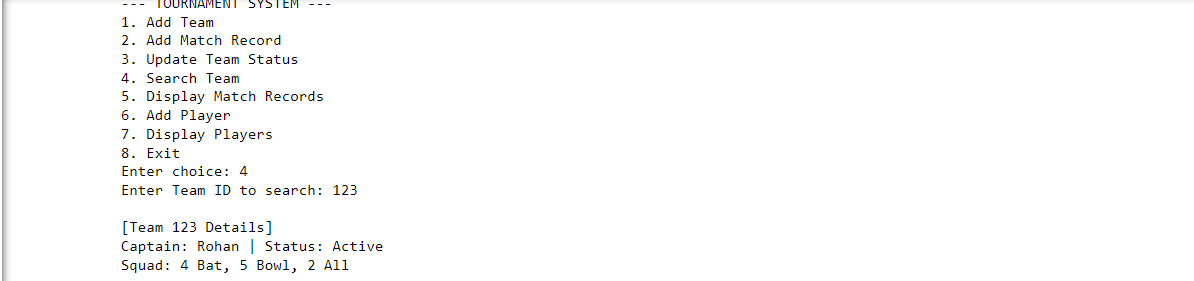 --- TOURNAMENT SYSTEM ---
1. Add Team
2. Add Match Record
3. Update Team Status
4. Search Team
5. Display Match Records
6. Add Player
7. Display Players
8. Exit
Enter choice: 4
Enter Team ID to search: 123
[Team 123 Details]
Captain: Rohan | Status: Active
Squad: 4 Bat, 5 Bowl, 2 All